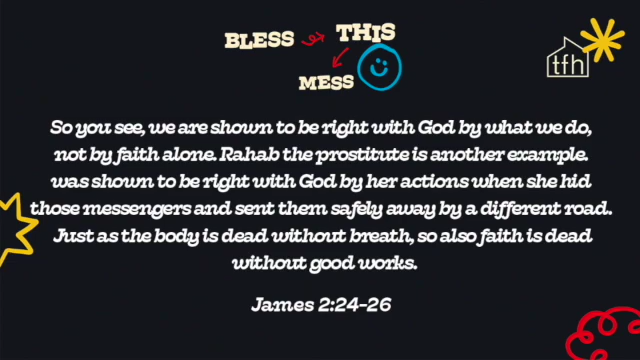 BLESS THIS
MESS
tfh
So you see, we are shown to be right with God by what we do,
not by faith alone. Rahab the prostitute is another example.
was shown to be right with God by her actions when she hid
those messengers and sent them safely away by a different road.
Just as the body is dead without breath, so also faith is dead
without good works.
James 2:24-26